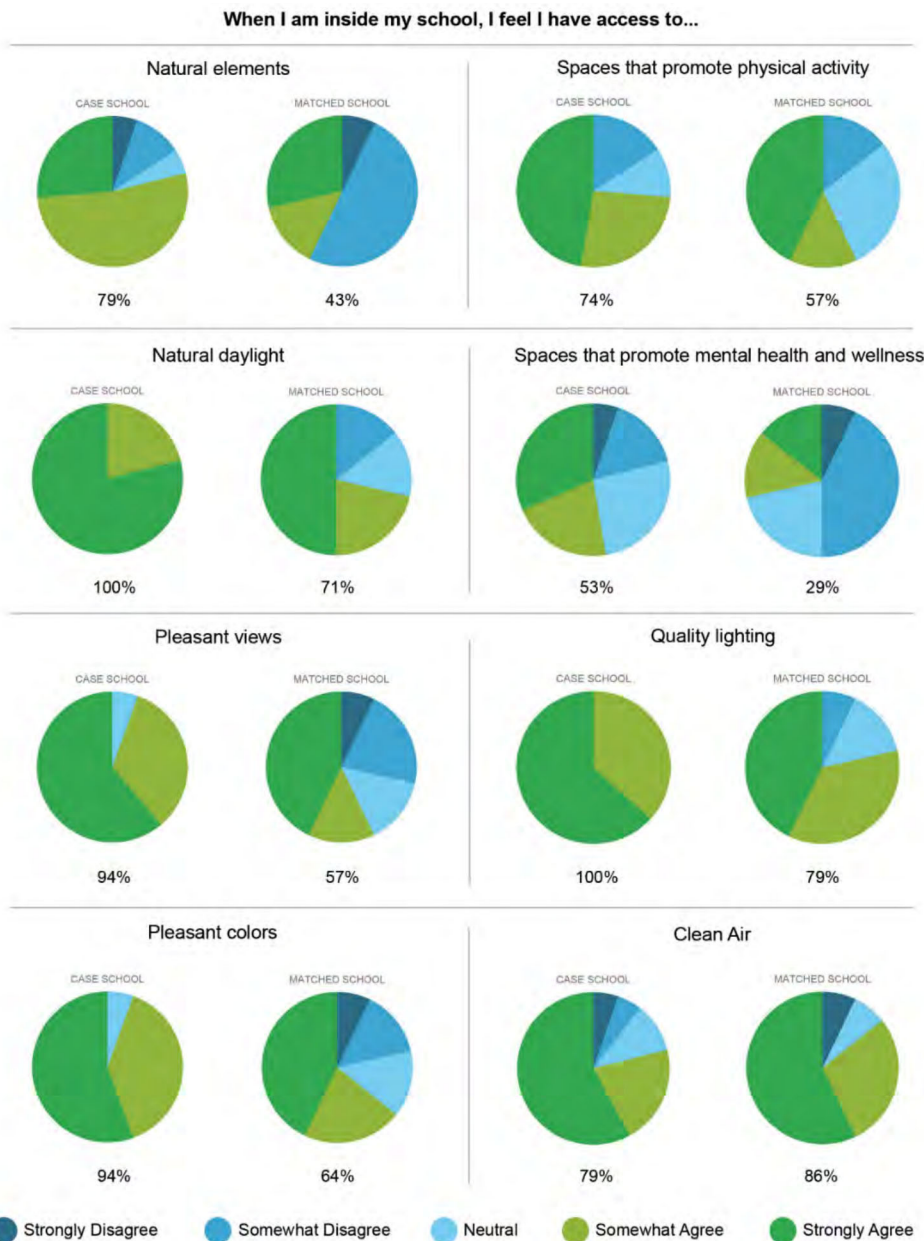 When I am inside my school, I feel I have access to...
Natural elements
CASE SCHOOL
MATCHED SCHOOL
79%
43%
Spaces that promote physical activity
CASE SCHOOL
MATCHED SCHOOL
74%
57%
Natural daylight
CASE SCHOOL
MATCHED SCHOOL
100%
71%
Spaces that promote mental health and wellness
CASE SCHOOL
MATCHED SCHOOL
53%
29%
Pleasant views
CASE SCHOOL
MATCHED SCHOOL
94%
57%
Quality lighting
CASE SCHOOL
MATCHED SCHOOL
100%
79%
Pleasant colors
CASE SCHOOL
MATCHED SCHOOL
94%
64%
Clean Air
CASE SCHOOL
MATCHED SCHOOL
79%
86%
Strongly Disagree
Somewhat Disagree
Neutral
Somewhat Agree
Strongly Agree